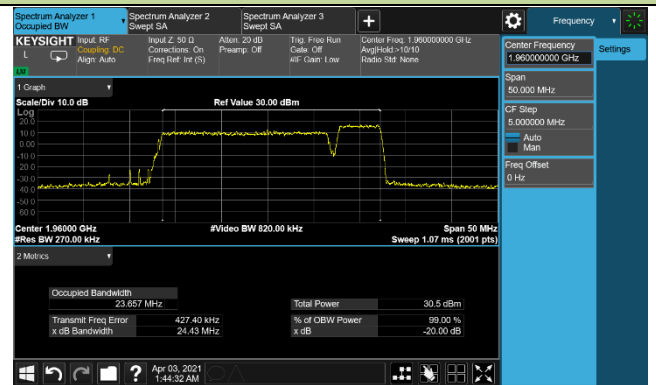 Spectrum Analyzer 1
Occupied BW
Spectrum Analyzer 2
Swept SA
Spectrum Analyzer 3
Swept SA
Frequency
KEYSIGHT
L
Input: RF
Coupling: DC
Align: Auto
Input Z: 50 Ω
Corrections: On
Freq Ref: Int (S)
Atten: 20 dB
Preamp: Off
Trig: Free Run
Gate: Off
#IF Gain: Low
Center Freq: 1.960000000 GHz
Avg|Hold:>10/10
Radio Std: None
Center Frequency
1.960000000 GHz
Settings
Span
50.000 MHz
CF Step
5.000000 MHz
Auto
Man
Freq Offset
0 Hz
1 Graph
Scale/Div 10.0 dB
Ref Value 30.00 dBm
Log
20.0
10.0
0.00
-10.0
-20.0
-30.0
-40.0
-50.0
-60.0
Center 1.96000 GHz
#Video BW 820.00 kHz
Span 50 MHz
#Res BW 270.00 kHz
Sweep 1.07 ms (2001 pts)
2 Metrics
Occupied Bandwidth
23.657 MHz
Total Power
30.5 dBm
Transmit Freq Error
427.40 kHz
% of OBW Power
99.00 %
x dB Bandwidth
24.43 MHz
x dB
-20.00 dB
Apr 03, 2021
1:44:32 AM